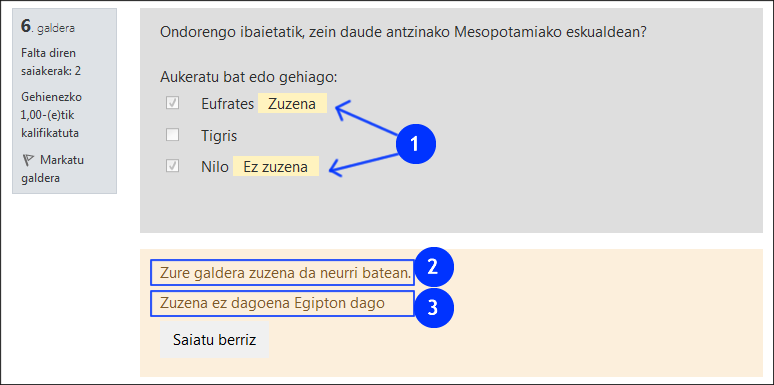 6. galdera
Falta diren
saiakerak: 2
Gehienezko
1,00-(e)tik
kalifikatuta
Markatu
galdera
Ondorengo ibaietatik, zein daude antzinako Mesopotamiako eskualdean?
Aukeratu bat edo gehiago:
Eufrates Zuzena
Tigris
Nilo Ez zuzena
1
Zure galdera zuzena da neurri batean.
2
Zuzena ez dagoena Egipton dago
3
Saiatu berriz